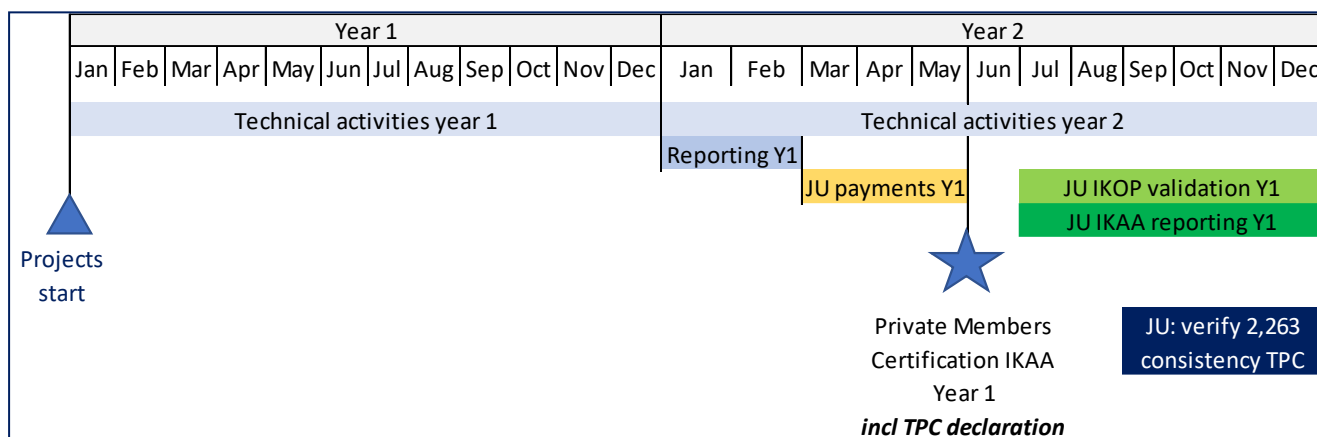 Year 1 Year 2
Jan Feb Mar Apr May Jun Jul Aug Sep Oct Nov Dec Jan Feb Mar Apr May Jun Jul Aug Sep Oct Nov Dec
Technical activities year 1 Technical activities year 2
Reporting Y1
JU payments Y1 JU IKOP validation Y1
JU IKAA reporting Y1
Projects
start
Private Members
Certification IKAA
Year 1
incl TPC declaration
JU: verify 2,263
consistency TPC